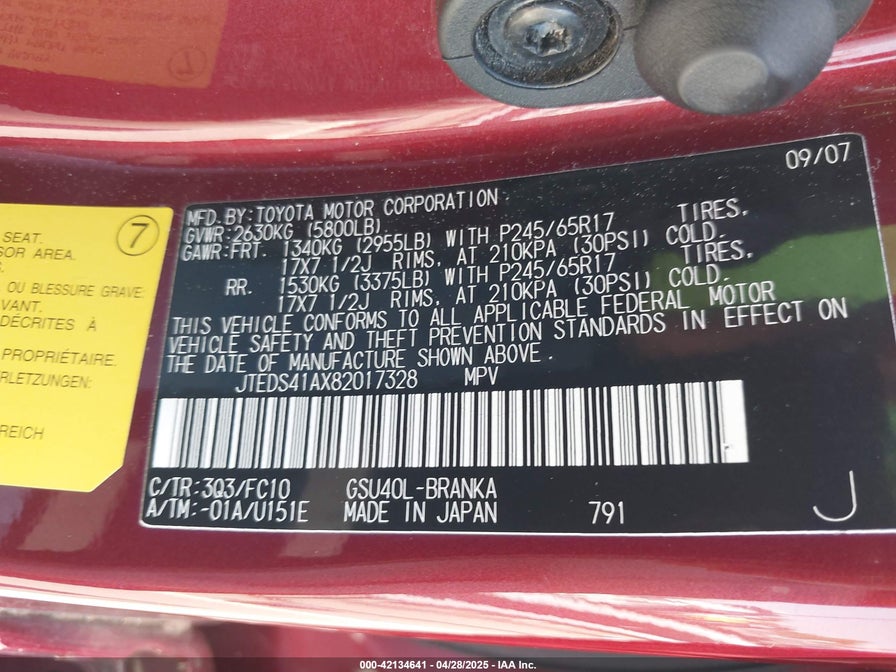 09/07
MFD. BY: TOYOTA MOTOR CORPORATION
GVWR: 2630KG (5800LB)
GAWR: FRT. 1340KG (2955LB) WITH P245/65R17 TIRES,
17X7 1/2J RIMS, AT 210KPA (30PSI) COLD.
RR. 1530KG (3375LB) WITH P245/65R17 TIRES,
17X7 1/2J RIMS, AT 210KPA (30PSI) COLD.
THIS VEHICLE CONFORMS TO ALL APPLICABLE FEDERAL MOTOR
VEHICLE SAFETY AND THEFT PREVENTION STANDARDS IN EFFECT ON
THE DATE OF MANUFACTURE SHOWN ABOVE.
JTEDS41AX82017328 MPV
C/TR: 3Q3/FC10 GSU40L-BRANKA
A/TM: -01A/U151E MADE IN JAPAN 791 J
7
SEAT.
AREA.
OU BLESSURE GRAVE
DÉCRITES À
PROPRIÉTAIRE.
000-42134641 - 04/28/2025 - IAA Inc.